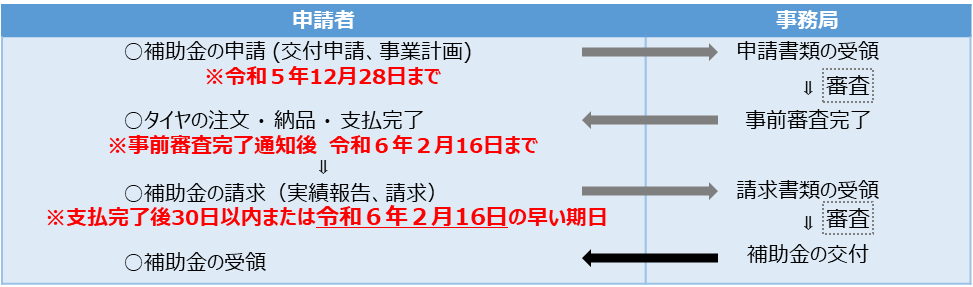 申請者 事務局
○補助金の申請 (交付申請、事業計画) 申請書類の受領
※令和５年12月28日まで
⇓ 審査
○タイヤの注文・納品・支払完了 事前審査完了
※事前審査完了通知後 令和６年２月16日まで
⇓
○補助金の請求（実績報告、請求） 請求書類の受領
※支払完了後30日以内または令和６年２月16日の早い期日
⇓ 審査
○補助金の受領 補助金の交付